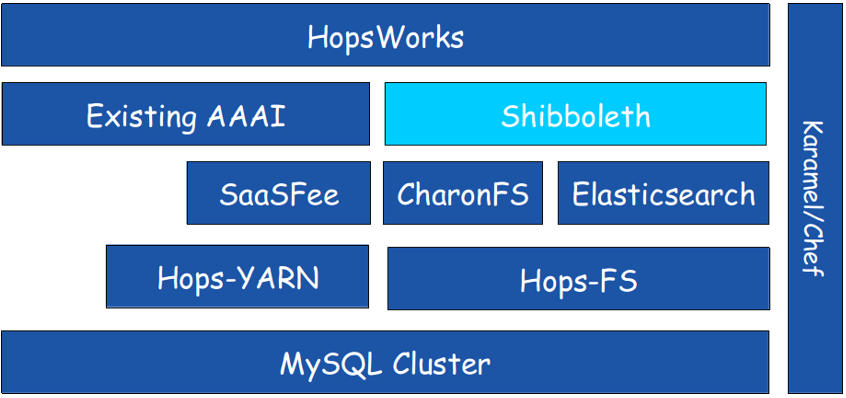 HopsWorks
Existing AAAI
Shibboleth
SaaSFee
CharonFS
Elasticsearch
Hops-YARN
Hops-FS
MySQL Cluster
Karamel/Chef